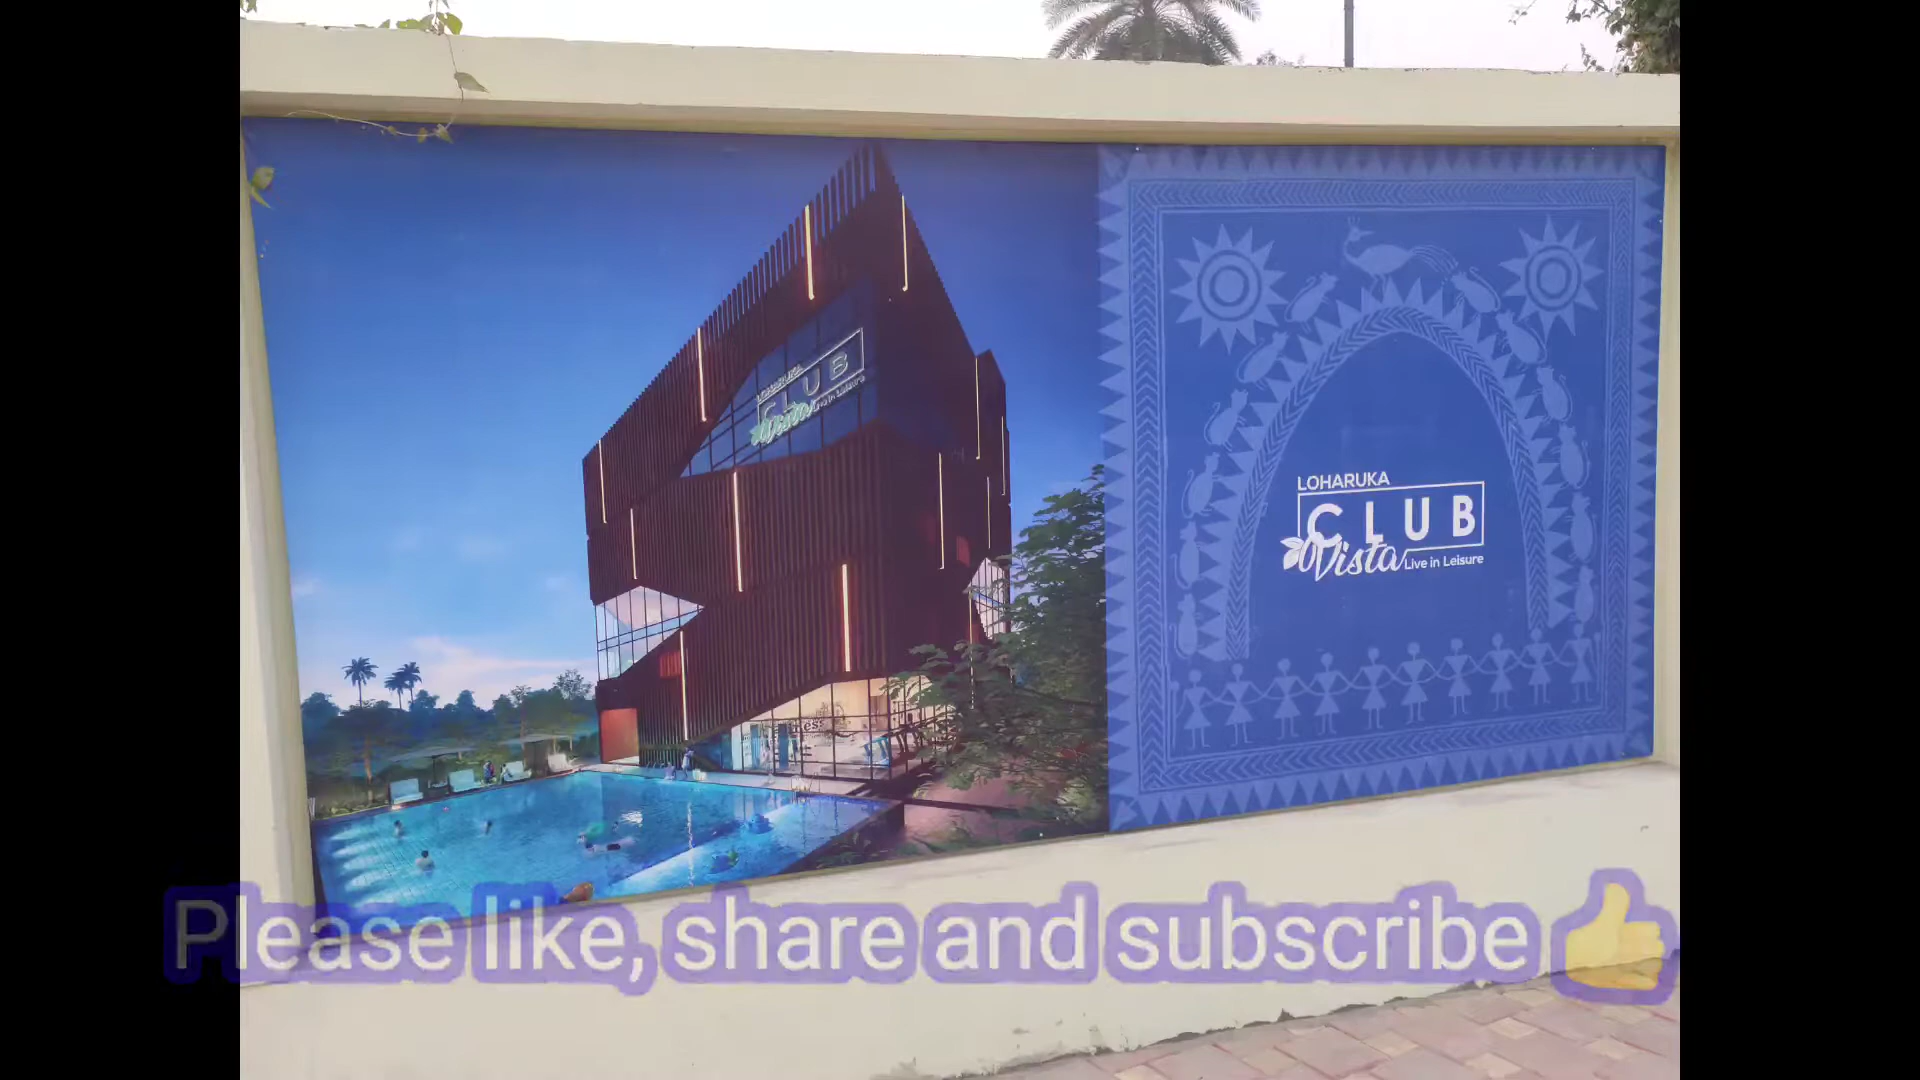 LOHARUKA
CLUB
Vista Live in Leisure
LOHARUKA
CLUB
Vista Live in Leisure
Please like, share and subscribe 👍